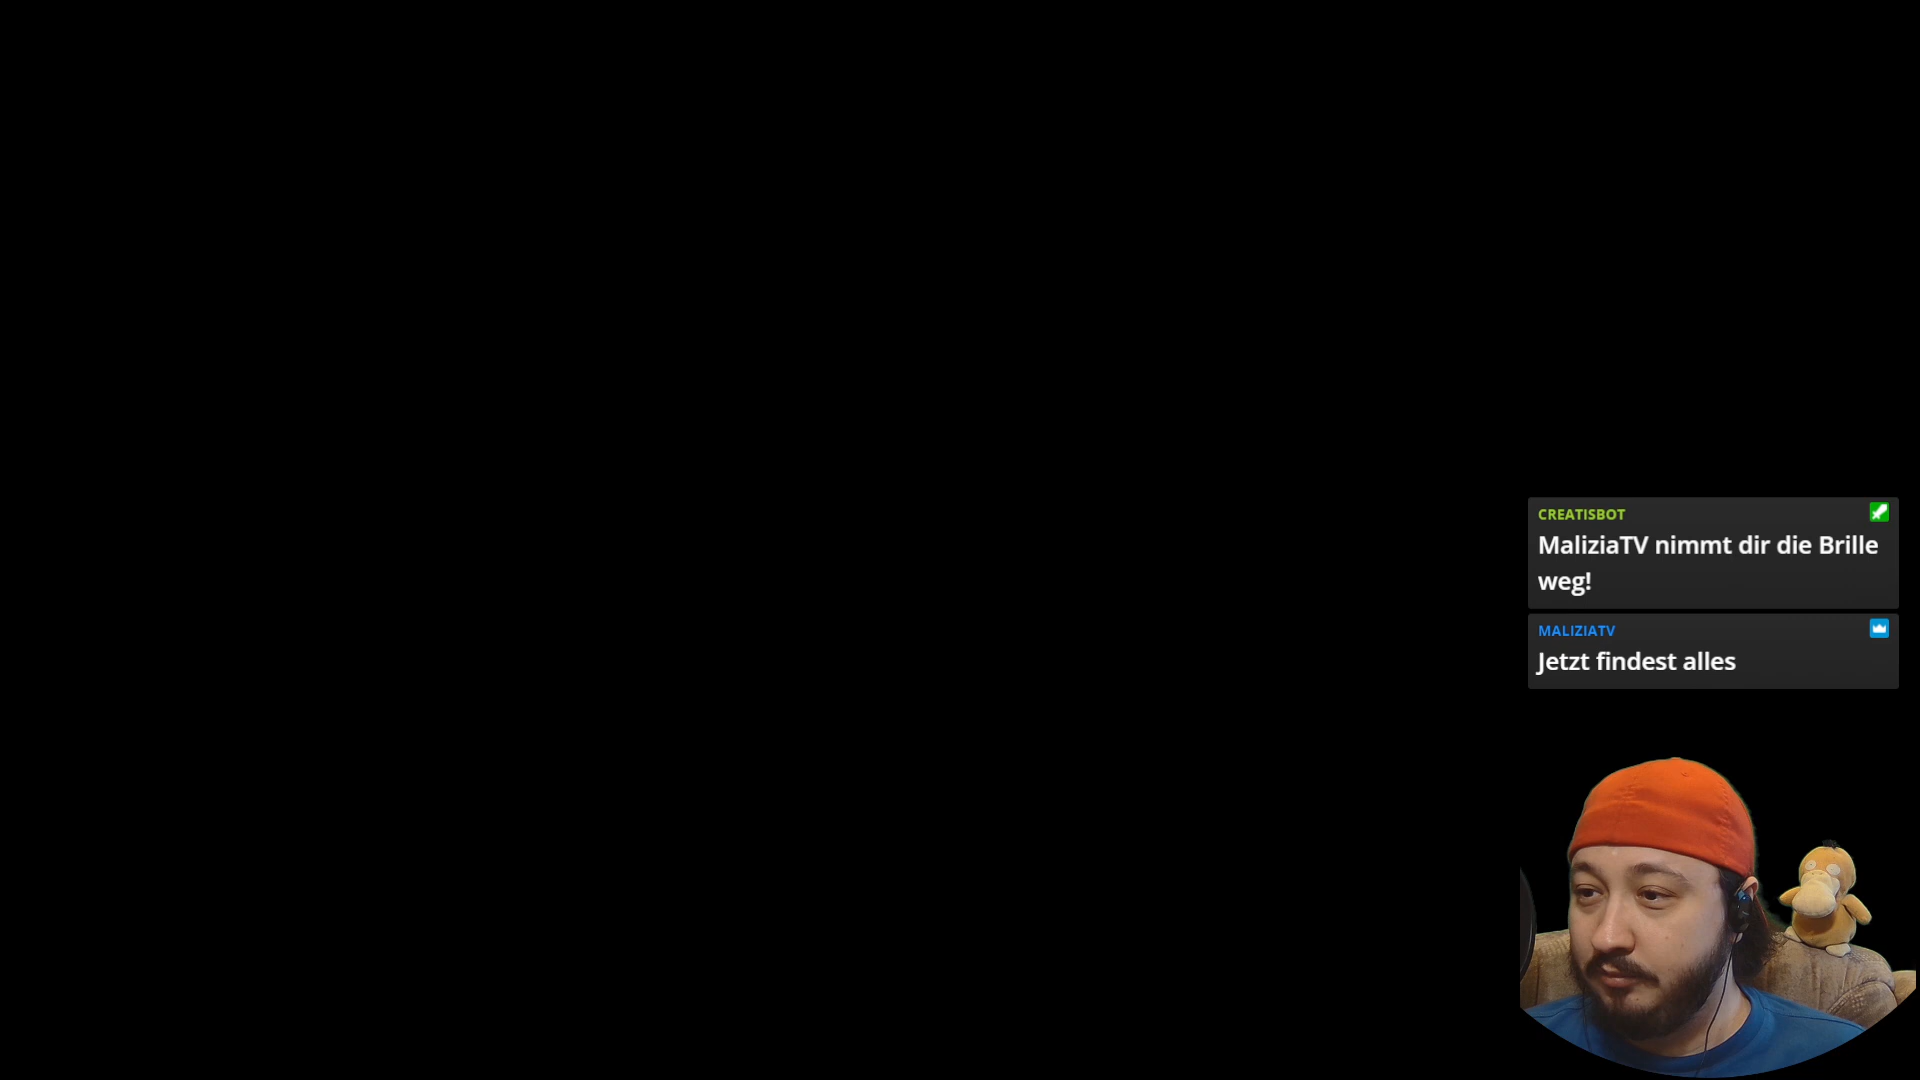 CREATISBOT
MaliziaTV nimmt dir die Brille
weg!
MALIZIATV
Jetzt findest alles